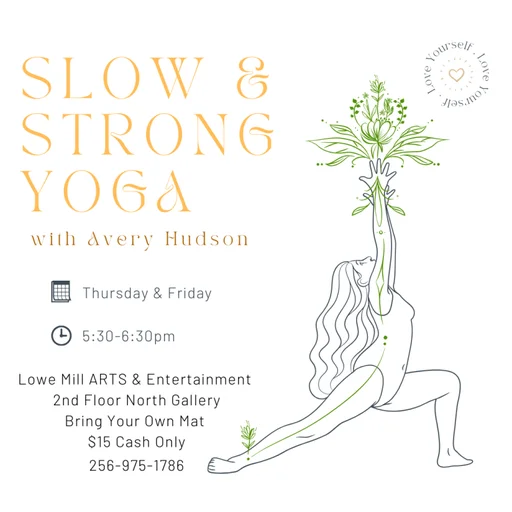 SLOW &
STRONG
YOGA
with Avery Hudson
Love Yourself . Love Yourself .
Thursday & Friday
5:30-6:30pm
Lowe Mill ARTS & Entertainment
2nd Floor North Gallery
Bring Your Own Mat
$15 Cash Only
256-975-1786